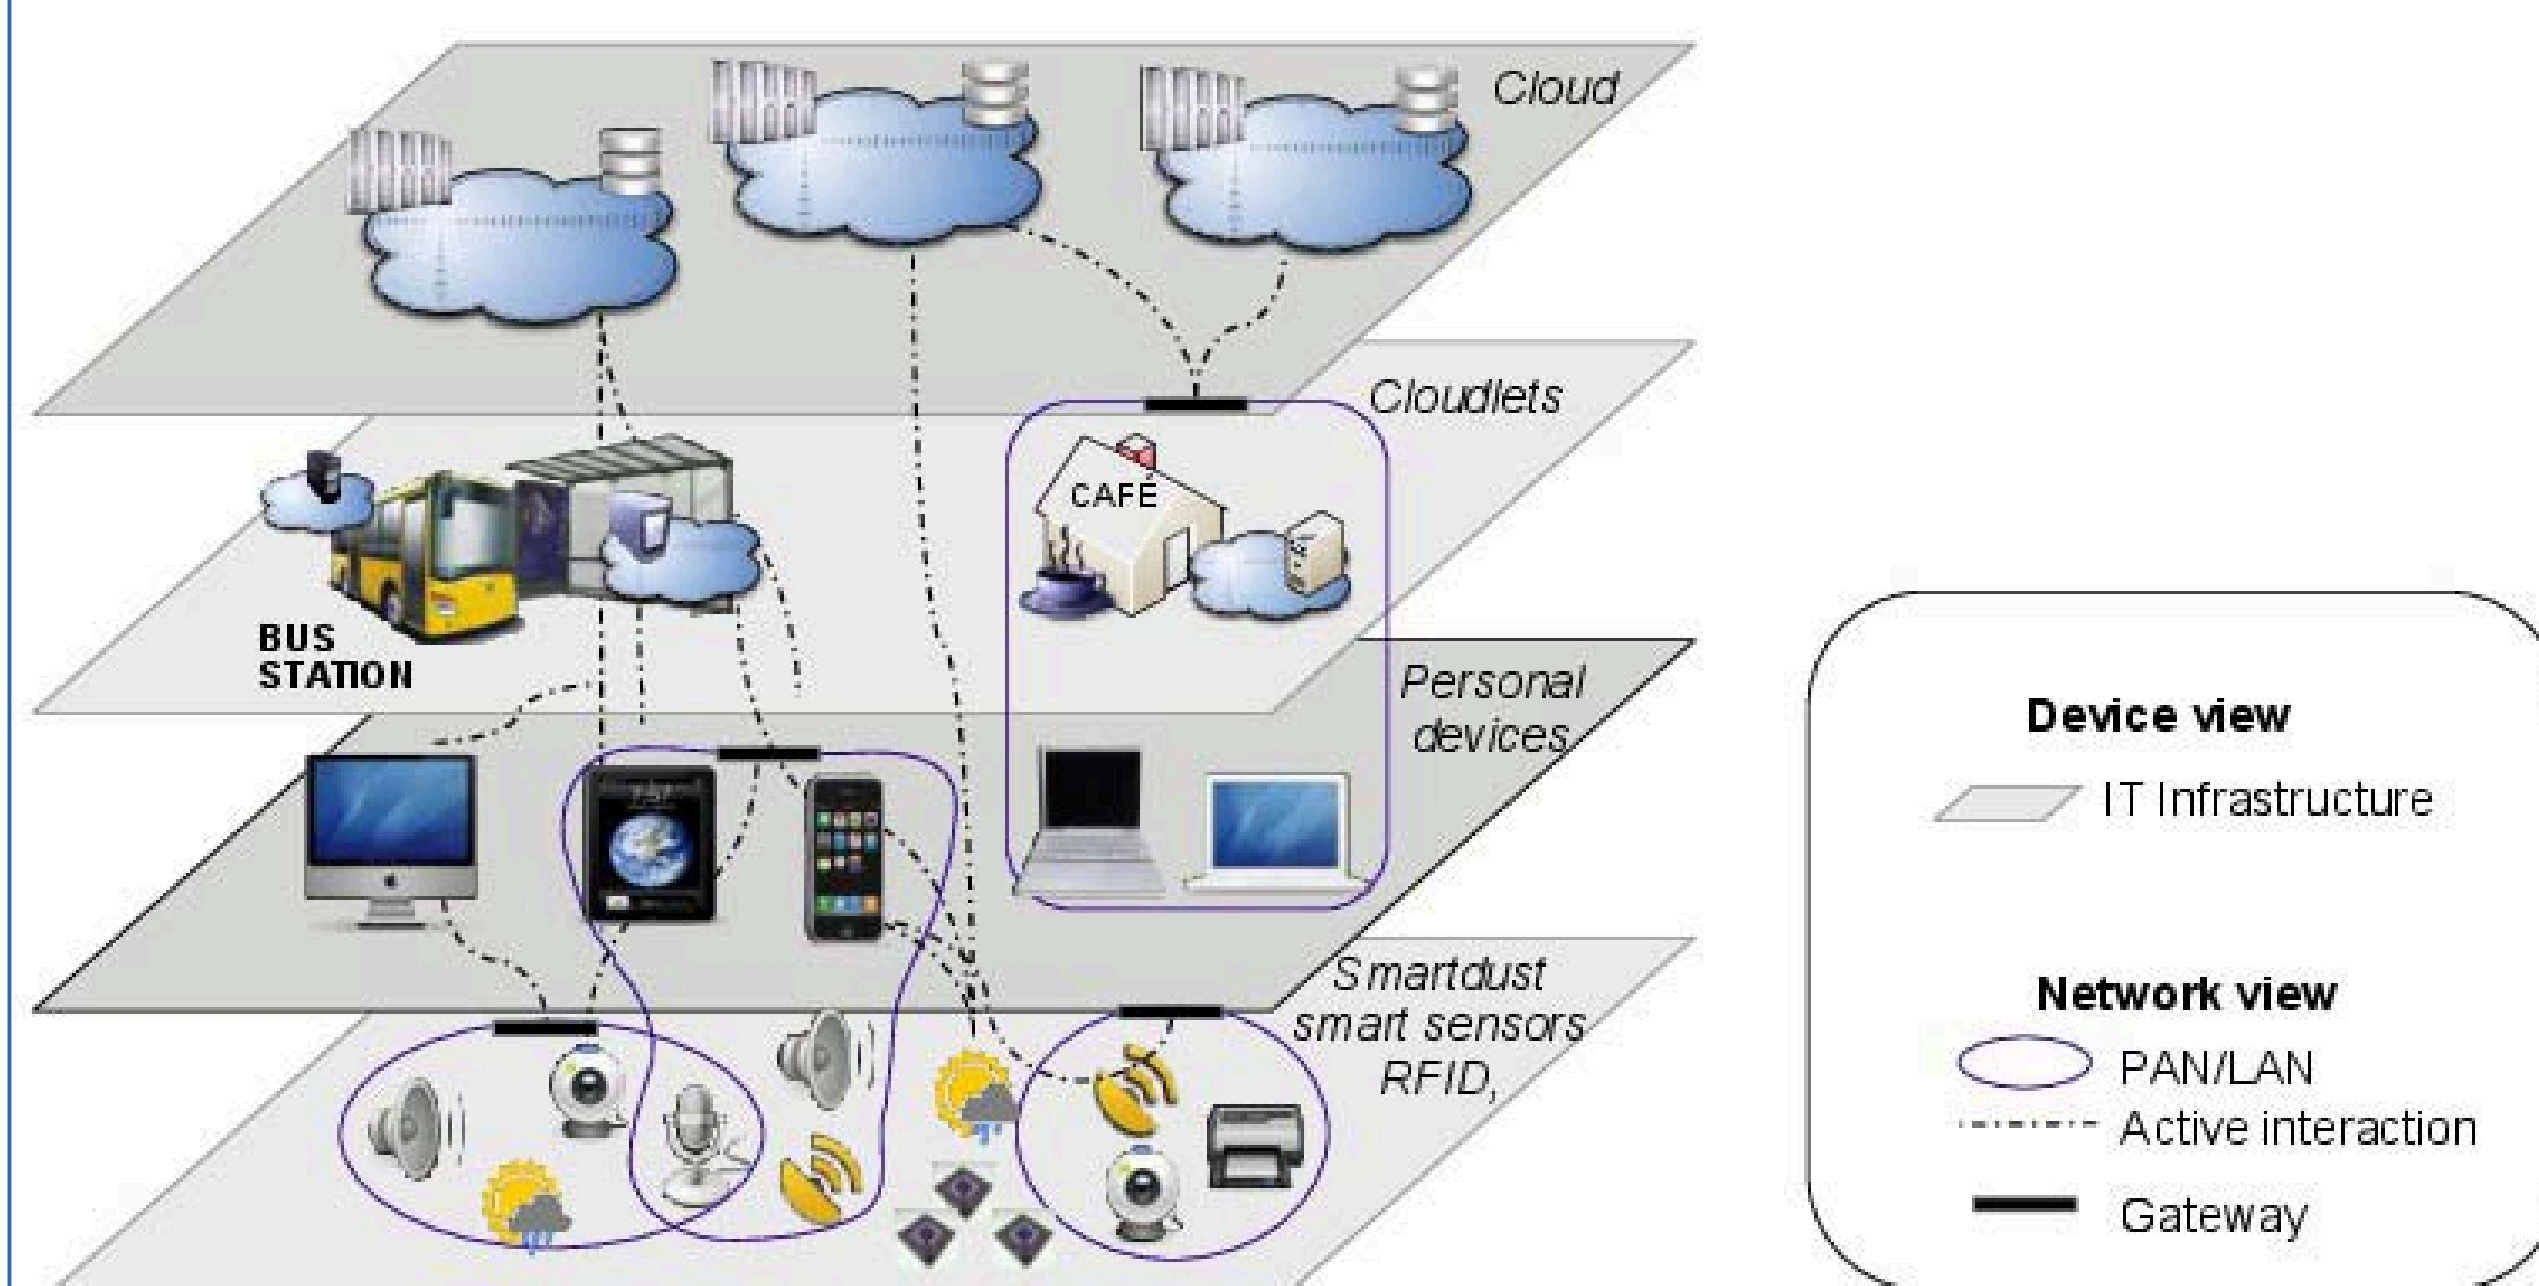 Cloud
Cloudlets
CAFÉ
BUS
STATION
Personal
devices
Smartdust
smart sensors
RFID,
Device view
IT Infrastructure
Network view
PAN/LAN
Active interaction
Gateway